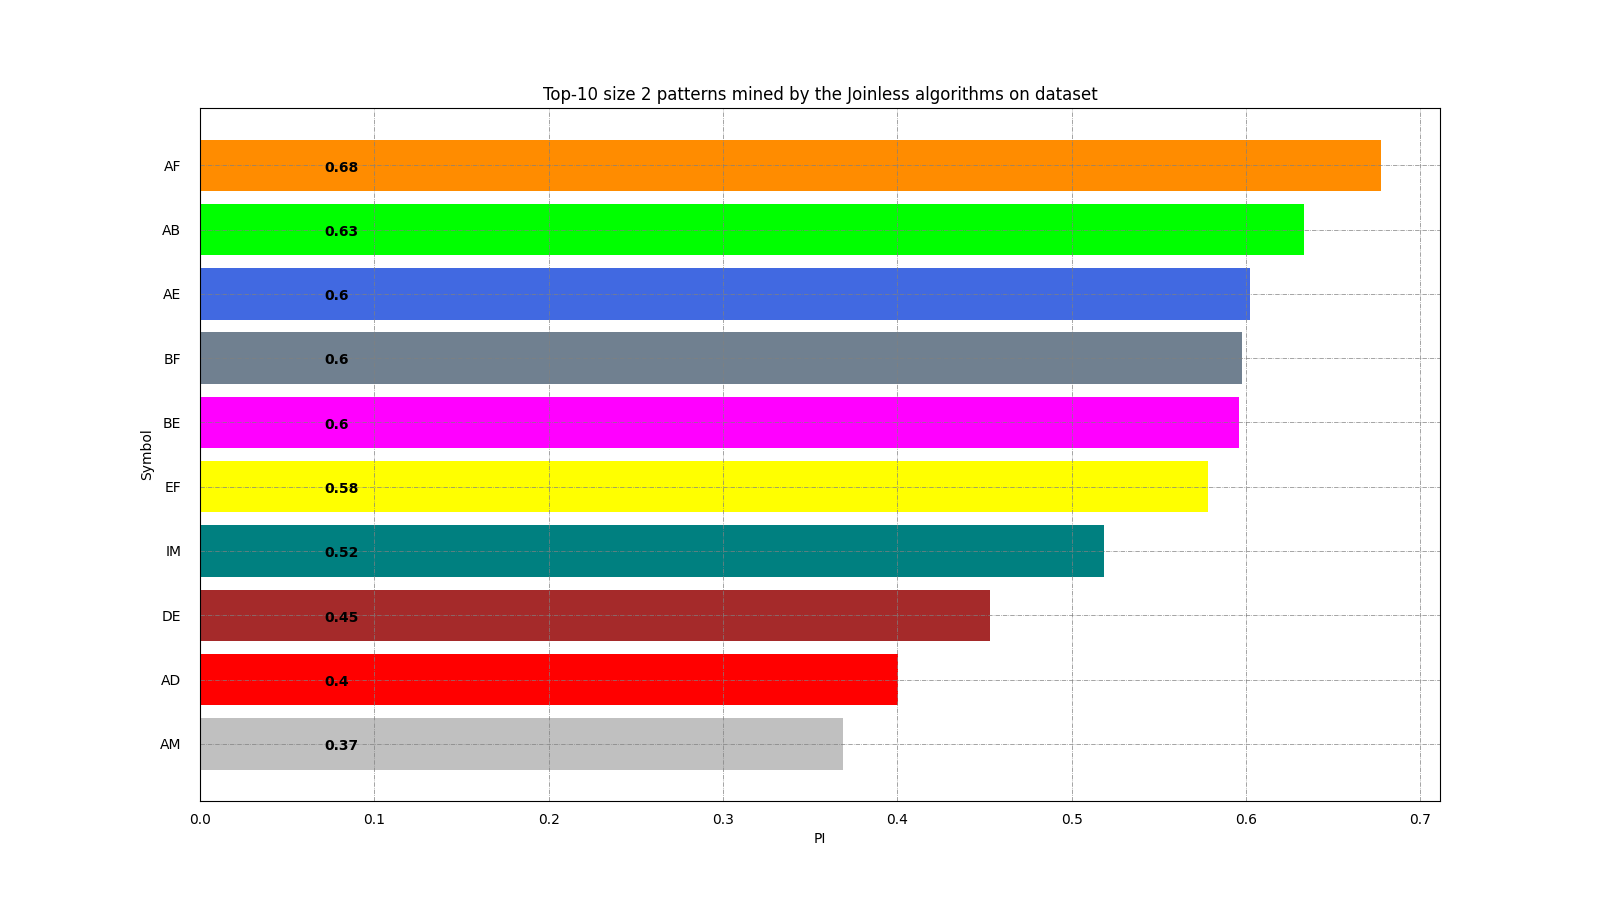 Top-10 size 2 patterns mined by the Joinless algorithms on dataset
AF
0.68
AB
0.63
AE
0.6
BF
0.6
BE
0.6
Symbol
EF
0.58
IM
0.52
DE
0.45
AD
0.4
AM
0.37
0.0 0.1 0.2 0.3 0.4 0.5 0.6 0.7
PI